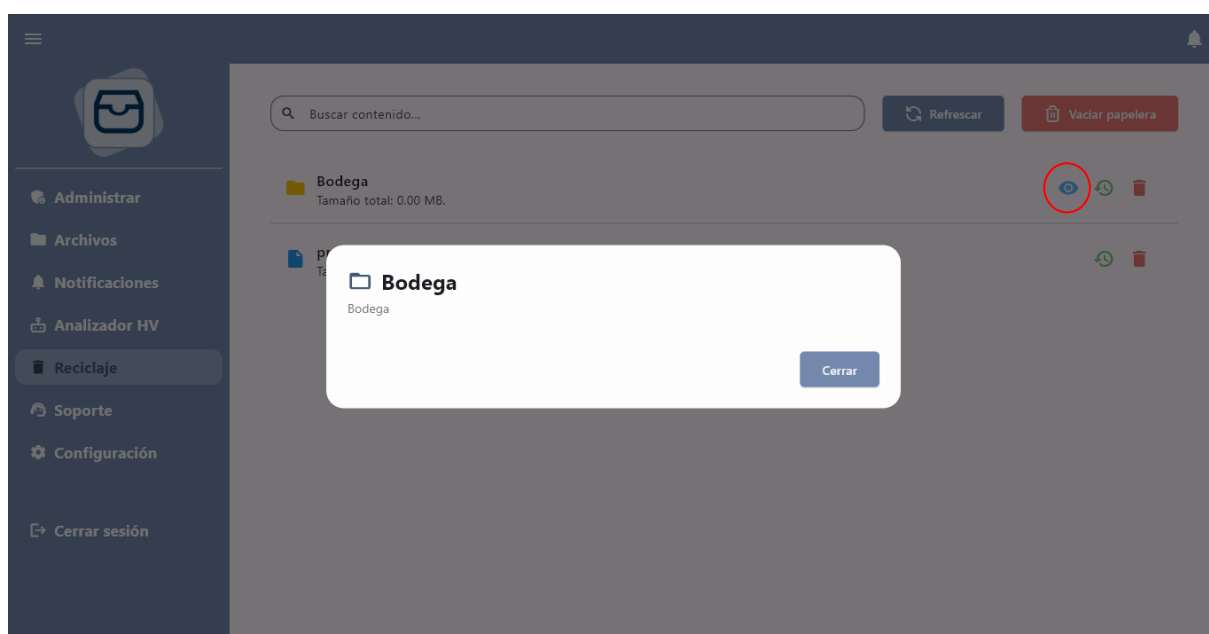 Buscar contenido...
Refrescar
Vaciar papelera
Administrar
Archivos
Notificaciones
Analizador HV
Reciclaje
Soporte
Configuración
Cerrar sesión
Bodega
Tamaño total: 0.00 MB.
Bodega
Bodega
Cerrar